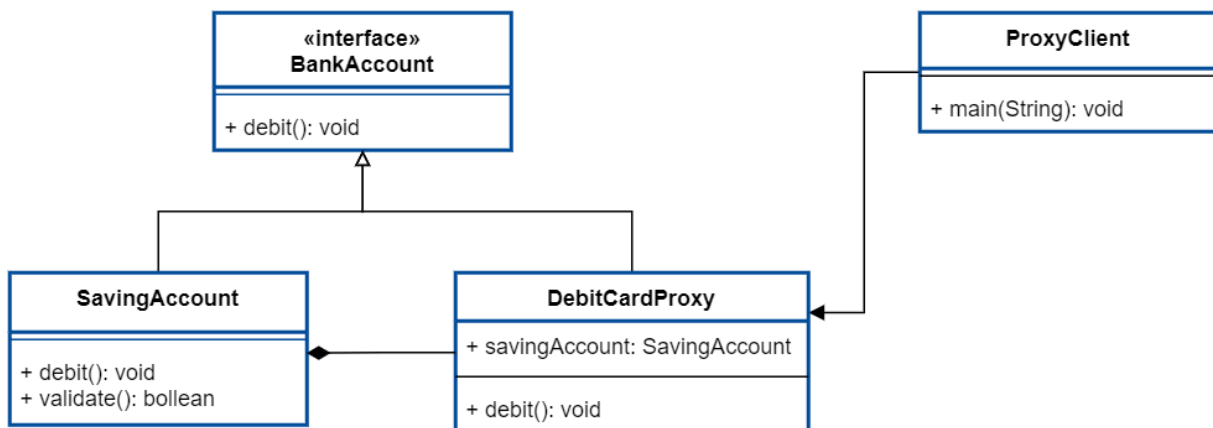 «interface»
BankAccount
+ debit(): void
ProxyClient
+ main(String): void
SavingAccount
+ debit(): void
+ validate(): bollean
DebitCardProxy
+ savingAccount: SavingAccount
+ debit(): void